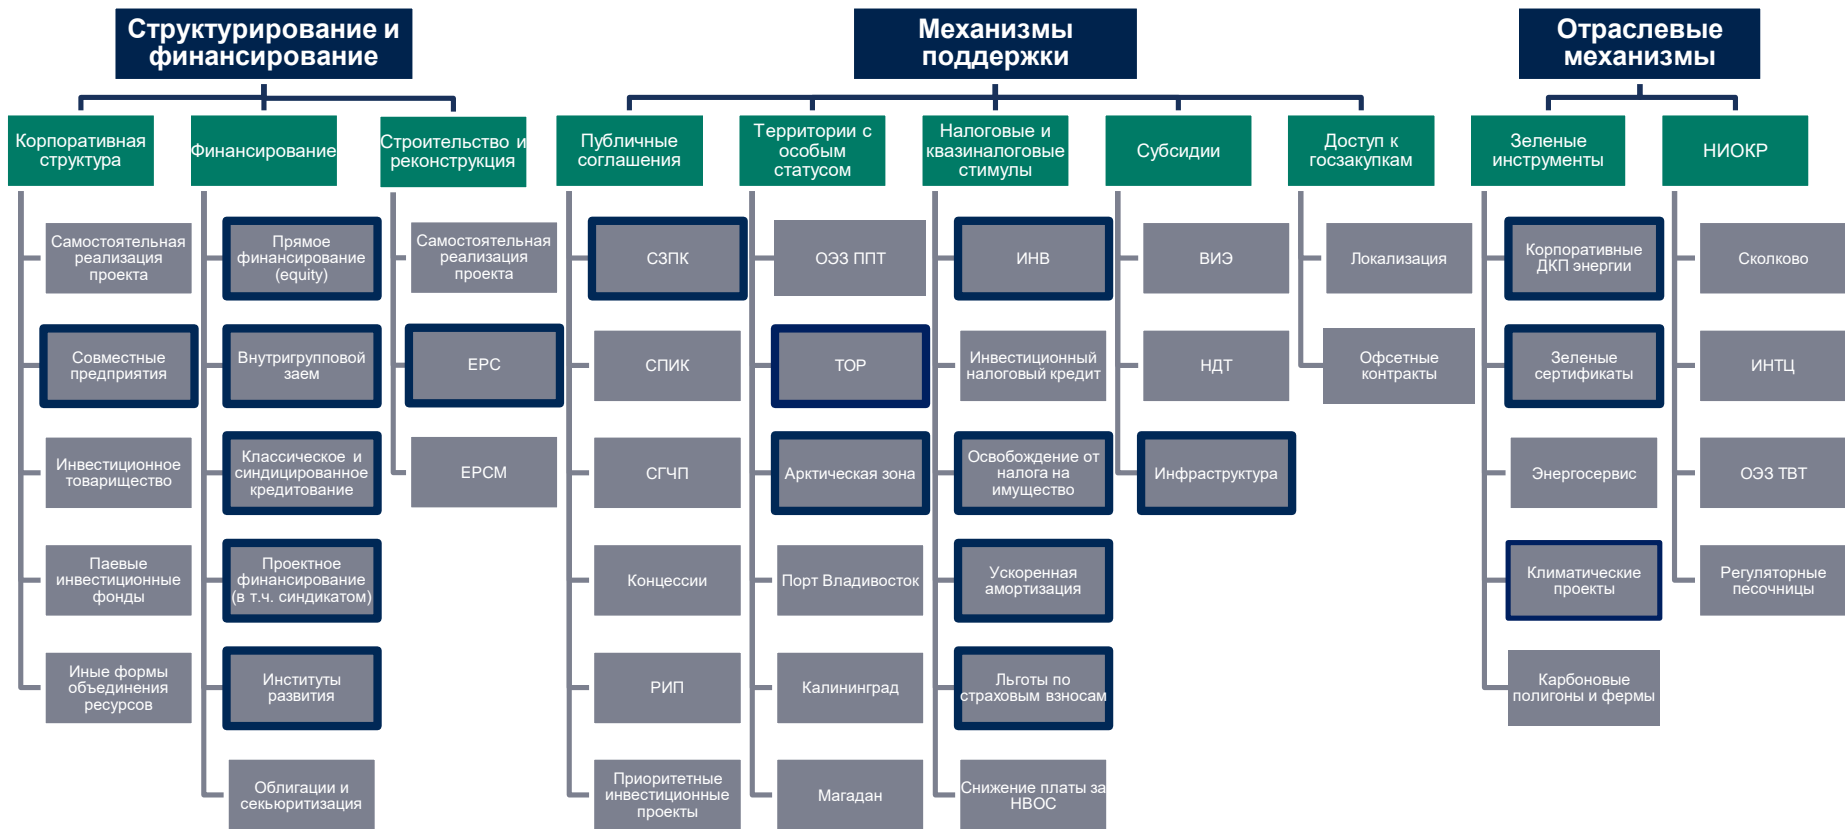 Структурирование и
финансирование
Механизмы
поддержки
Отраслевые
механизмы
Корпоративная
структура
Финансирование
Строительство и
реконструкция
Публичные
соглашения
Территории с
особым
статусом
Налоговые и
квазиналоговые
стимулы
Субсидии
Доступ к
госзакупкам
Зеленые
инструменты
НИОКР
Самостоятельная
реализация
проекта
Совместные
предприятия
Инвестиционное
товарищество
Паевые
инвестиционные
фонды
Иные формы
объединения
ресурсов
Прямое
финансирование
(equity)
Внутригрупповой
заем
Классическое и
синдицированное
кредитование
Проектное
финансирование
(в т.ч. синдикатом)
Институты
развития
Облигации и
секьюритизация
Самостоятельная
реализация
проекта
EPC
EPCM
СЗПК
СПИК
СГЧП
Концессии
РИП
Приоритетные
инвестиционные
проекты
ОЭЗ ППТ
ТОР
Арктическая зона
Порт Владивосток
Калининград
Магадан
ИНВ
Инвестиционный
налоговый кредит
Освобождение от
налога на
имущество
Ускоренная
амортизация
Льготы по
страховым взносам
Снижение платы за
НВОС
ВИЭ
НДТ
Инфраструктура
Локализация
Офсетные
контракты
Корпоративные
ДКП энергии
Зеленые
сертификаты
Энергосервис
Климатические
проекты
Карбоновые
полигоны и фермы
Сколково
ИНТЦ
ОЭЗ ТВТ
Регуляторные
песочницы